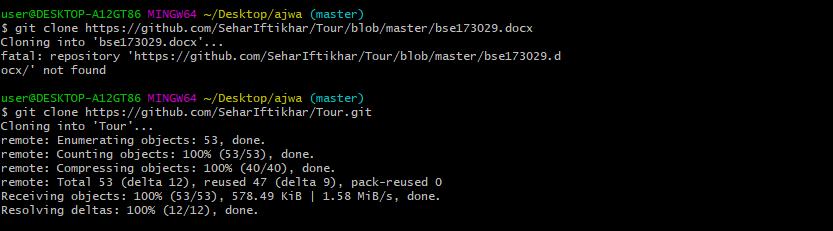 user@DESKTOP-A12GT86 MINGW64 ~/Desktop/ajwa (master)
$ git clone https://github.com/SeharIftikhar/Tour/blob/master/bse173029.docx
Cloning into 'bse173029.docx'...
fatal: repository 'https://github.com/SeharIftikhar/Tour/blob/master/bse173029.d
ocx/' not found
user@DESKTOP-A12GT86 MINGW64 ~/Desktop/ajwa (master)
$ git clone https://github.com/SeharIftikhar/Tour.git
Cloning into 'Tour'...
remote: Enumerating objects: 53, done.
remote: Counting objects: 100% (53/53), done.
remote: Compressing objects: 100% (40/40), done.
remote: Total 53 (delta 12), reused 47 (delta 9), pack-reused 0
Receiving objects: 100% (53/53), 578.49 KiB | 1.58 MiB/s, done.
Resolving deltas: 100% (12/12), done.